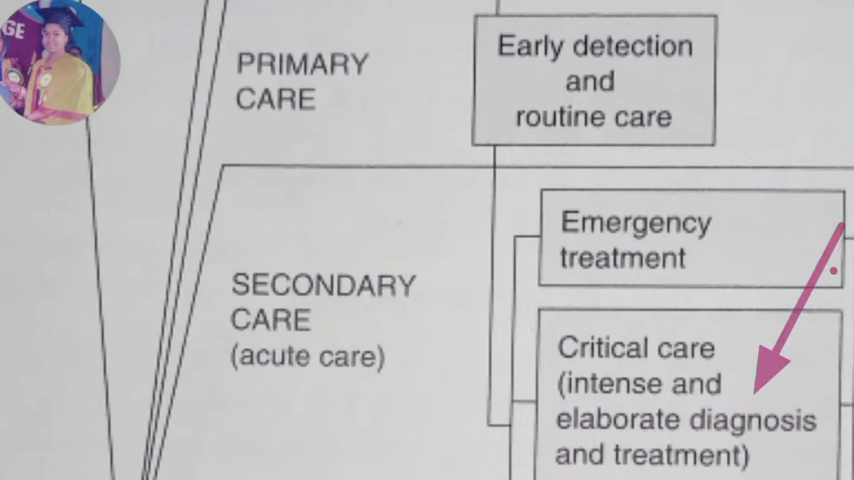 GE
PRIMARY
CARE
Early detection
and
routine care
SECONDARY
CARE
(acute care)
Emergency
treatment
Critical care
(intense and
elaborate diagnosis
and treatment)